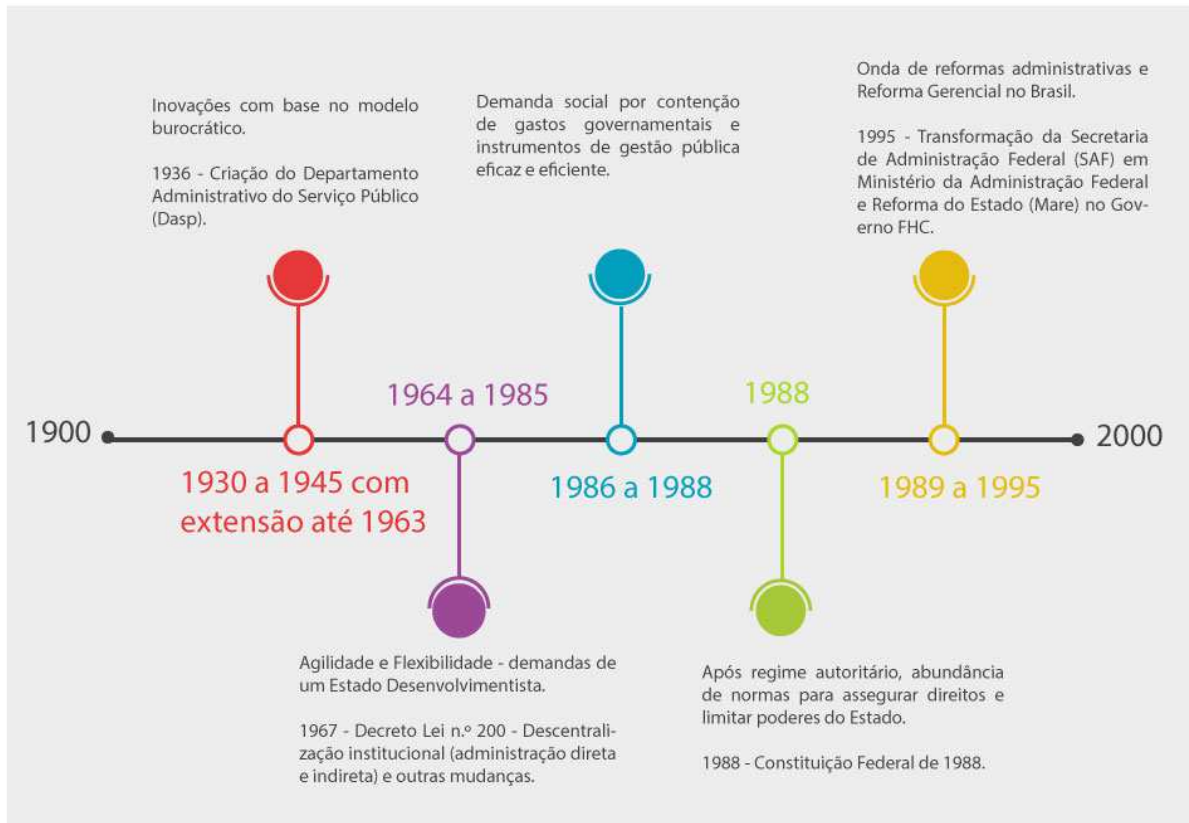 Inovações com base no modelo
burocrático.
1936 - Criação do Departamento
Administrativo do Serviço Público
(Dasp).
Demanda social por contenção
de gastos governamentais e
instrumentos de gestão pública
eficaz e eficiente.
Onda de reformas administrativas e
Reforma Gerencial no Brasil.
1995 - Transformação da Secretaria
de Administração Federal (SAF) em
Ministério da Administração Federal
e Reforma do Estado (Mare) no Gov-
erno FHC.
1900
1930 a 1945 com
extensão até 1963
1964 a 1985
1986 a 1988
1988
1989 a 1995
2000
Agilidade e Flexibilidade - demandas de
um Estado Desenvolvimentista.
1967 - Decreto Lei n.º 200 - Descentrali-
zação institucional (administração direta
e indireta) e outras mudanças.
Após regime autoritário, abundância
de normas para assegurar direitos e
limitar poderes do Estado.
1988 - Constituição Federal de 1988.